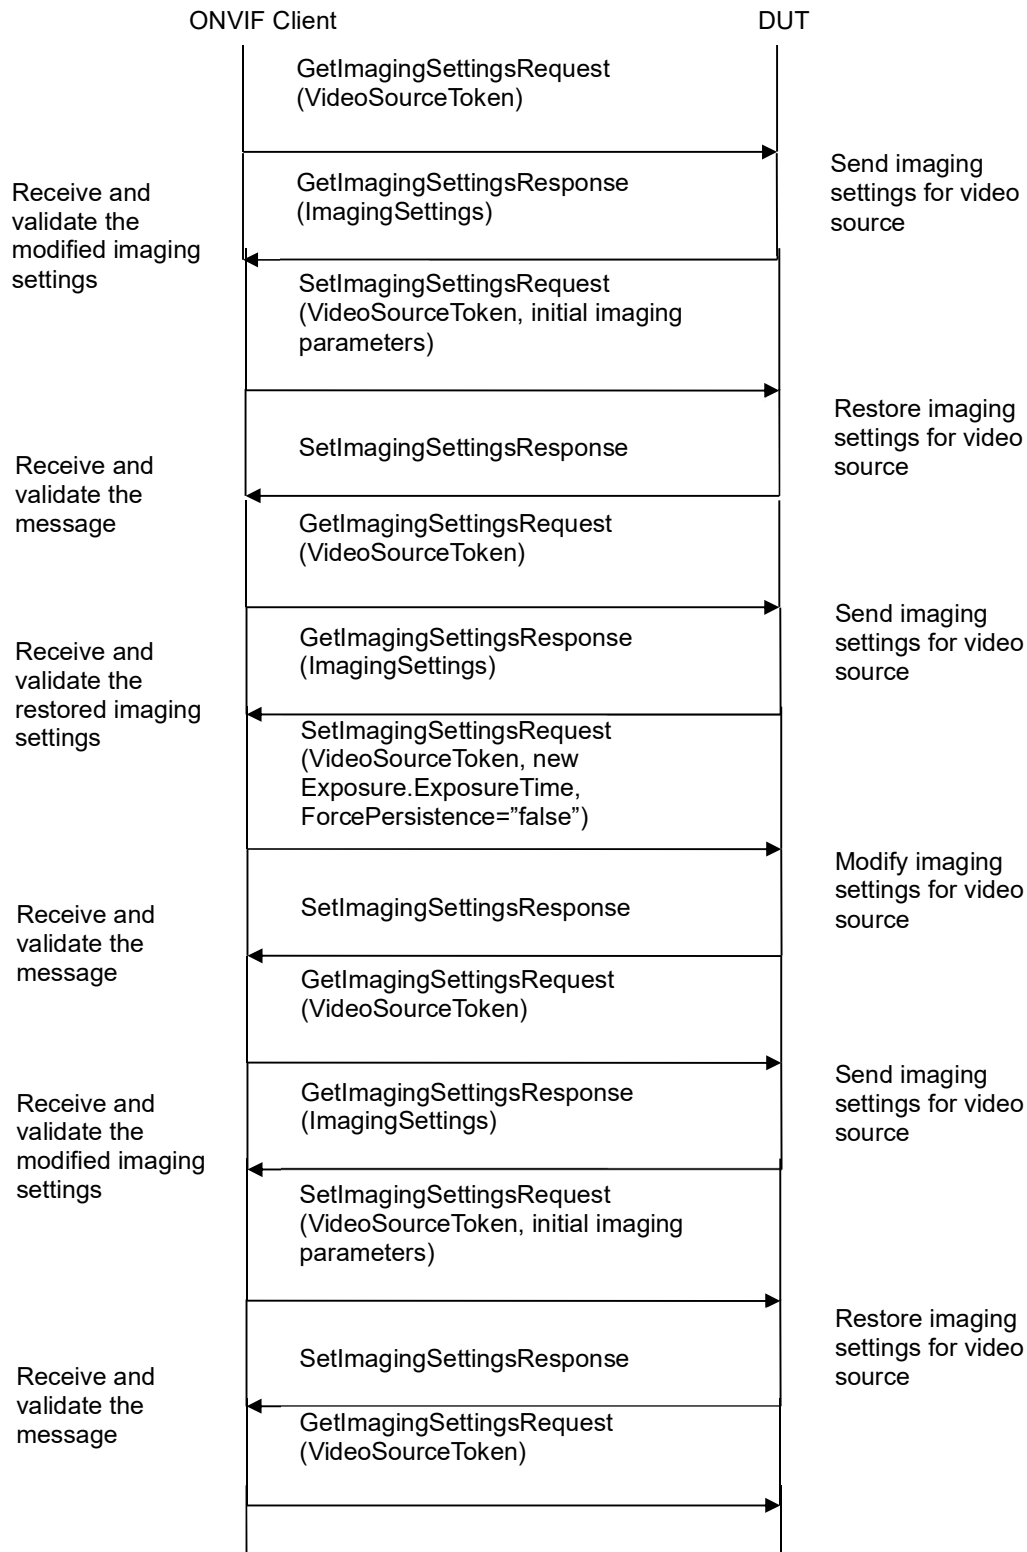 ONVIF Client
DUT
GetImagingSettingsRequest
(VideoSourceToken)
Send imaging
settings for video
source
GetImagingSettingsResponse
(ImagingSettings)
Receive and
validate the
modified imaging
settings
SetImagingSettingsRequest
(VideoSourceToken, initial imaging
parameters)
Restore imaging
settings for video
source
SetImagingSettingsResponse
Receive and
validate the
message
GetImagingSettingsRequest
(VideoSourceToken)
Send imaging
settings for video
source
GetImagingSettingsResponse
(ImagingSettings)
Receive and
validate the
restored imaging
settings
SetImagingSettingsRequest
(VideoSourceToken, new
Exposure.ExposureTime,
ForcePersistence=”false”)
Modify imaging
settings for video
source
SetImagingSettingsResponse
Receive and
validate the
message
GetImagingSettingsRequest
(VideoSourceToken)
Send imaging
settings for video
source
GetImagingSettingsResponse
(ImagingSettings)
Receive and
validate the
modified imaging
settings
SetImagingSettingsRequest
(VideoSourceToken, initial imaging
parameters)
Restore imaging
settings for video
source
SetImagingSettingsResponse
Receive and
validate the
message
GetImagingSettingsRequest
(VideoSourceToken)